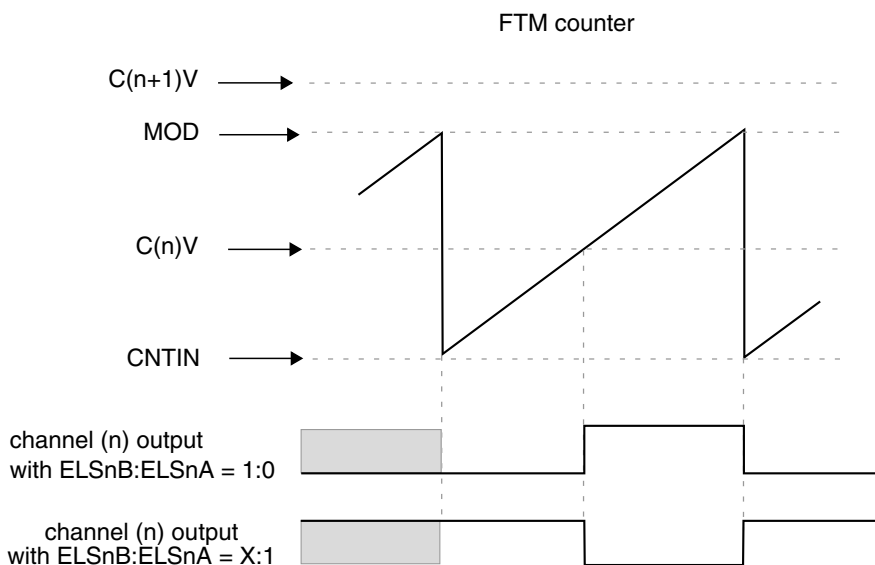 FTM counter
C(n+1)V
MOD
C(n)V
CNTIN
channel (n) output
with ELSnB:ELSnA = 1:0
channel (n) output
with ELSnB:ELSnA = X:1